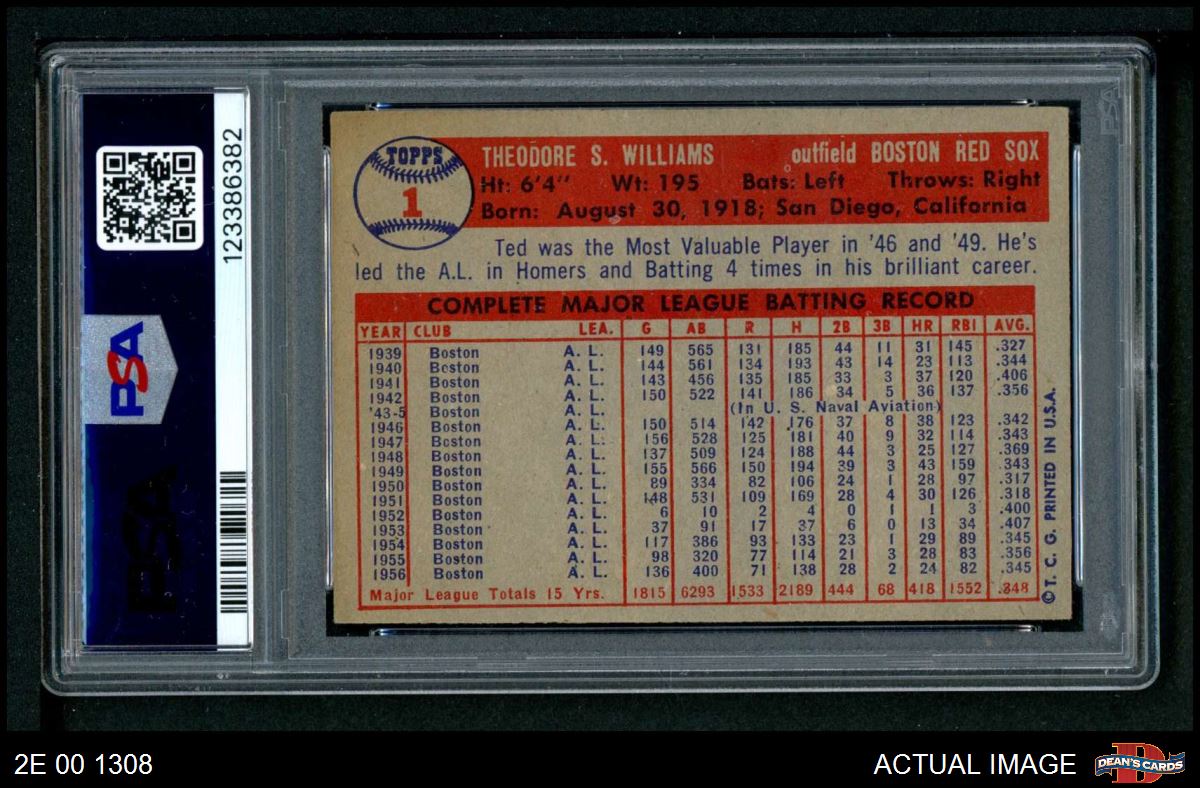 TOPPS
1
THEODORE S. WILLIAMS outfield BOSTON RED SOX
Ht: 6'4" Wt: 195 Bats: Left Throws: Right
Born: August 30, 1918; San Diego, California
Ted was the Most Valuable Player in '46 and '49. He's
led the A.L. in Homers and Batting 4 times in his brilliant career.
COMPLETE MAJOR LEAGUE BATTING RECORD
YEAR CLUB LEA. G AB R H 2B 3B HR RBI AVG.
1939 Boston A. L. 149 565 131 185 44 11 31 145 .327
1940 Boston A. L. 144 561 134 193 43 14 23 113 .344
1941 Boston A. L. 143 456 135 185 33 3 37 120 .406
1942 Boston A. L. 150 522 141 186 34 5 36 137 .356
'43-5 Boston A. L. (In U. S. Naval Aviation)
1946 Boston A. L. 150 514 142 176 37 8 38 123 .342
1947 Boston A. L. 156 528 125 181 40 9 32 114 .343
1948 Boston A. L. 137 509 124 188 44 3 25 127 .369
1949 Boston A. L. 155 566 150 194 39 3 43 159 .343
1950 Boston A. L. 89 334 82 106 24 1 28 97 .317
1951 Boston A. L. 148 531 109 169 28 4 30 126 .318
1952 Boston A. L. 6 10 2 4 0 1 1 3 .400
1953 Boston A. L. 37 91 17 37 6 0 13 34 .407
1954 Boston A. L. 117 386 93 133 23 1 29 89 .345
1955 Boston A. L. 98 320 77 114 21 3 28 83 .356
1956 Boston A. L. 136 400 71 138 28 2 24 82 .345
Major League Totals 15 Yrs. 1815 6293 1533 2189 444 68 418 1552 .348
© T. C. G. PRINTED IN U.S.A.
123386382
PSA
PSA
PSA
2E 00 1308
ACTUAL IMAGE
D
DEAN'S CARDS